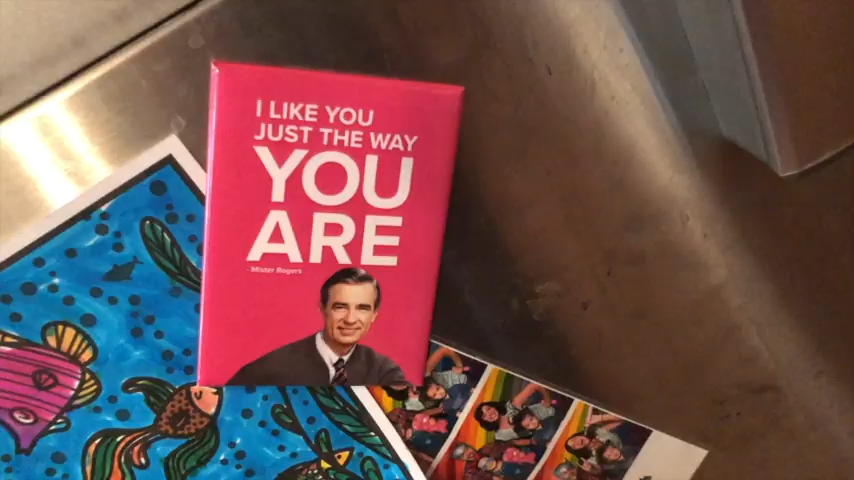 I LIKE YOU
JUST THE WAY
YOU
ARE
- Mister Rogers